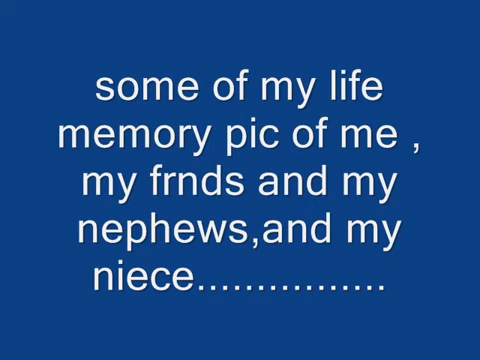 some of my life
memory pic of me ,
my frnds and my
nephews,and my
niece................